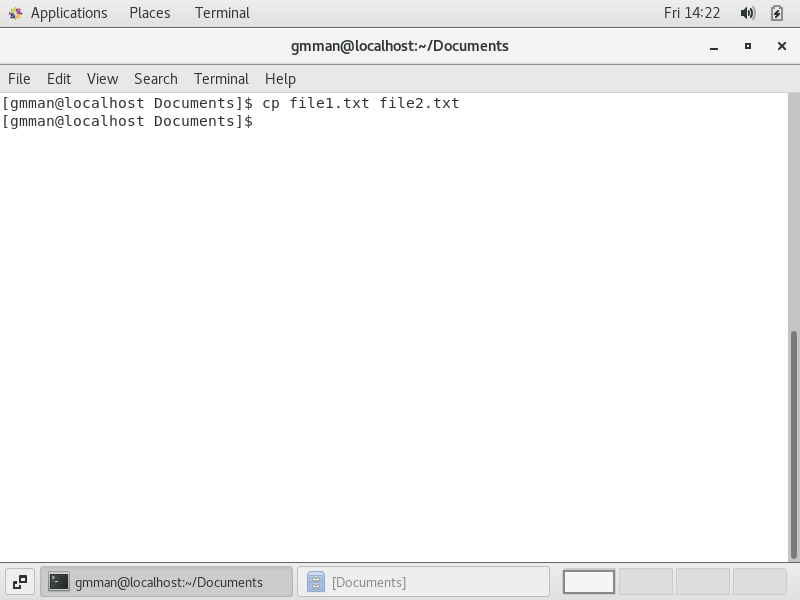 Applications Places Terminal Fri 14:22
gmman@localhost:~/Documents
File Edit View Search Terminal Help
[gmman@localhost Documents]$ cp file1.txt file2.txt
[gmman@localhost Documents]$
gmman@localhost:~/Documents [Documents]